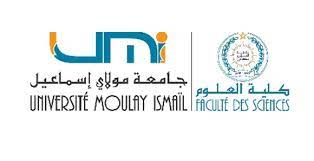 umi
جامعة مولاي إسماعيل
UNIVERSITÉ MOULAY ISMAÏL
كلية العلوم
FACULTÉ DES SCIENCES